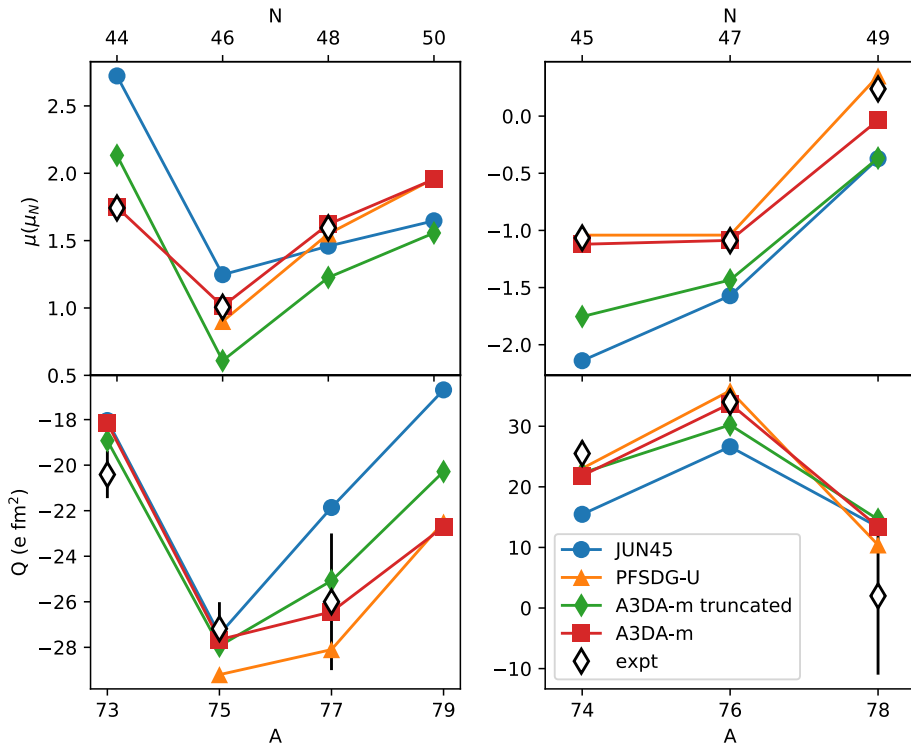 N
44 46 48 50
μ(μN)
2.5
2.0
1.5
1.0
0.5
Q (e fm²)
−18
−20
−22
−24
−26
−28
73 75 77 79
A
N
45 47 49
0.0
−0.5
−1.0
−1.5
−2.0
30
20
10
0
−10
JUN45
PFSDG-U
A3DA-m truncated
A3DA-m
expt
74 76 78
A